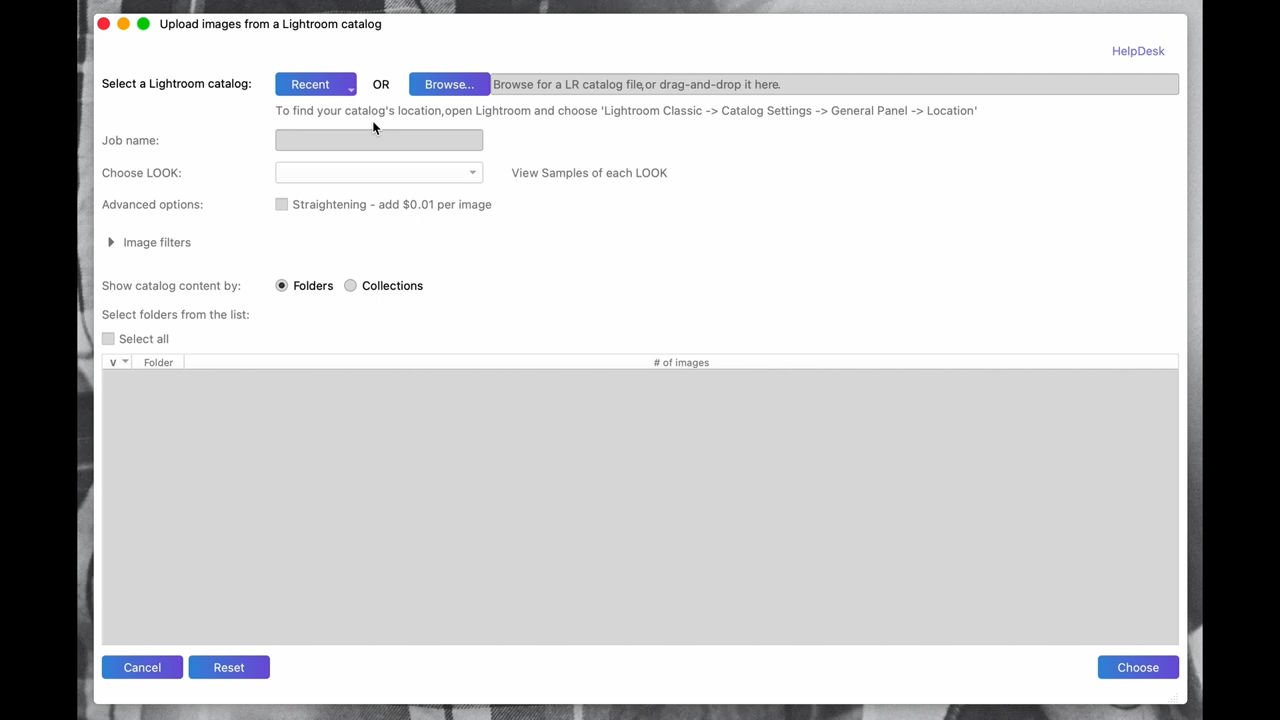 Upload images from a Lightroom catalog
HelpDesk
Select a Lightroom catalog: Recent OR Browse... Browse for a LR catalog file,or drag-and-drop it here.
To find your catalog's location,open Lightroom and choose 'Lightroom Classic -> Catalog Settings -> General Panel -> Location'
Job name:
Choose LOOK: View Samples of each LOOK
Advanced options: Straightening - add $0.01 per image
Image filters
Show catalog content by: Folders Collections
Select folders from the list:
Select all
v Folder # of images
Cancel Reset Choose